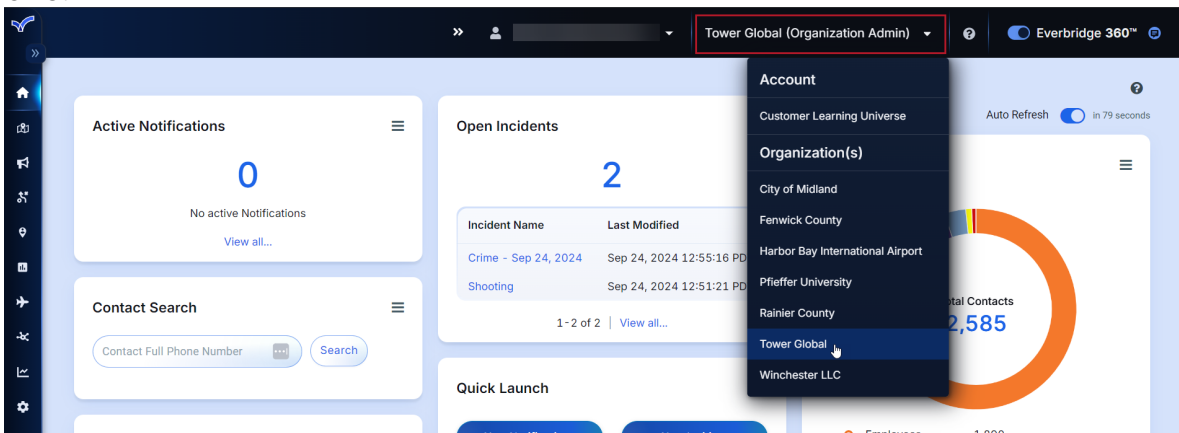 Tower Global (Organization Admin)
Everbridge 360™
Account
Customer Learning Universe
Organization(s)
City of Midland
Fenwick County
Harbor Bay International Airport
Pfieffer University
Rainier County
Tower Global
Winchester LLC
Auto Refresh
in 79 seconds
Active Notifications
0
No active Notifications
View all...
Contact Search
Contact Full Phone Number
Search
Open Incidents
2
Incident Name Last Modified
Crime - Sep 24, 2024 Sep 24, 2024 12:55:16 PD
Shooting Sep 24, 2024 12:51:21 PD
1-2 of 2 | View all...
Quick Launch
Contacts
2,585
Employees